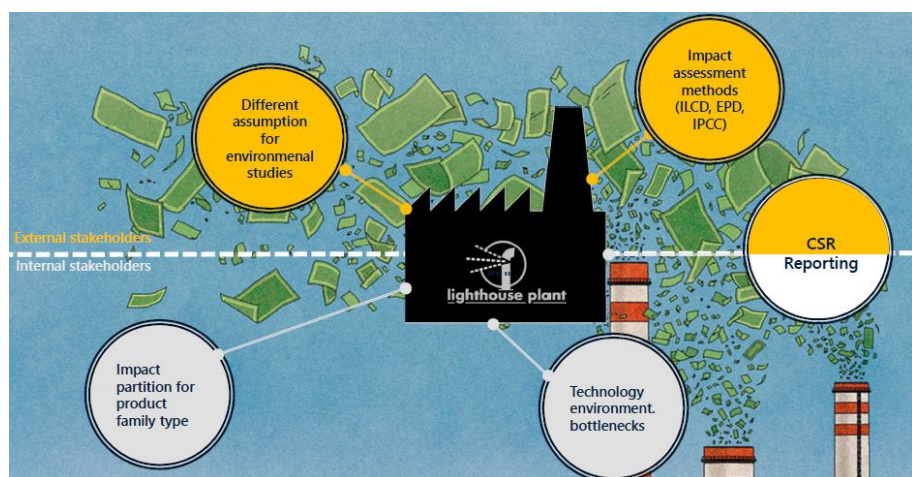 Different
assumption
for
environmenal
studies
Impact
assessment
methods
(ILCD, EPD,
IPCC)
External stakeholders
Internal stakeholders
CSR
Reporting
lighthouse plant
Impact
partition for
product
family type
Technology
environment.
bottlenecks